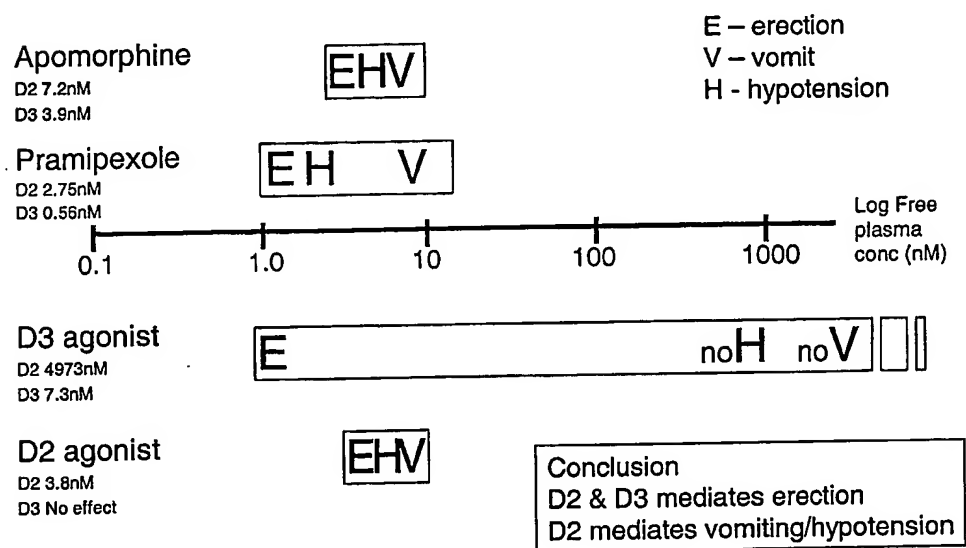 E – erection
V – vomit
H - hypotension
Apomorphine
D2 7.2nM
D3 3.9nM
EHV
Pramipexole
D2 2.75nM
D3 0.56nM
E H V
0.1 1.0 10 100 1000
Log Free
plasma
conc (nM)
D3 agonist
D2 4973nM
D3 7.3nM
E noH noV
D2 agonist
D2 3.8nM
D3 No effect
EHV
Conclusion
D2 & D3 mediates erection
D2 mediates vomiting/hypotension